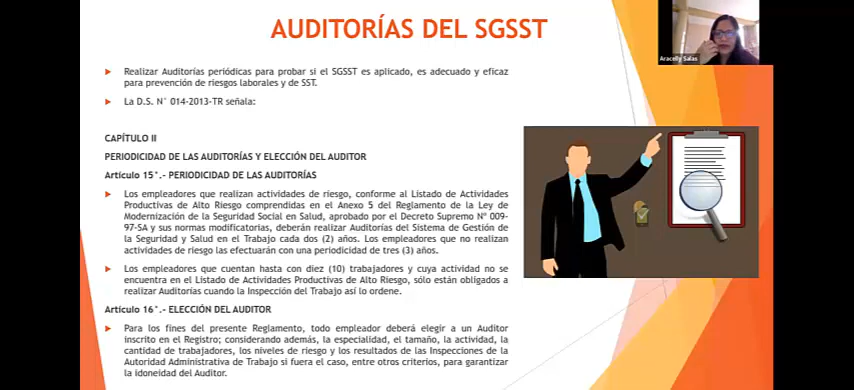 AUDITORÍAS DEL SGSST
Aracelly Salas
Realizar Auditorías periódicas para probar si el SGSST es aplicado, es adecuado y eficaz
para prevención de riesgos laborales y de SST.
La D.S. N° 014-2013-TR señala:
CAPÍTULO II
PERIODICIDAD DE LAS AUDITORÍAS Y ELECCIÓN DEL AUDITOR
Artículo 15°.- PERIODICIDAD DE LAS AUDITORÍAS
Los empleadores que realizan actividades de riesgo, conforme al Listado de Actividades
Productivas de Alto Riesgo comprendidas en el Anexo 5 del Reglamento de la Ley de
Modernización de la Seguridad Social en Salud, aprobado por el Decreto Supremo Nº 009-
97-SA y sus normas modificatorias, deberán realizar Auditorías del Sistema de Gestión de
la Seguridad y Salud en el Trabajo cada dos (2) años. Los empleadores que no realizan
actividades de riesgo las efectuarán con una periodicidad de tres (3) años.
Los empleadores que cuentan hasta con diez (10) trabajadores y cuya actividad no se
encuentra en el Listado de Actividades Productivas de Alto Riesgo, sólo están obligados a
realizar Auditorías cuando la Inspección del Trabajo así lo ordene.
Artículo 16°.- ELECCIÓN DEL AUDITOR
Para los fines del presente Reglamento, todo empleador deberá elegir a un Auditor
inscrito en el Registro; considerando además, la especialidad, el tamaño, la actividad, la
cantidad de trabajadores, los niveles de riesgo y los resultados de las Inspecciones de la
Autoridad Administrativa de Trabajo si fuera el caso, entre otros criterios, para garantizar
la idoneidad del Auditor.